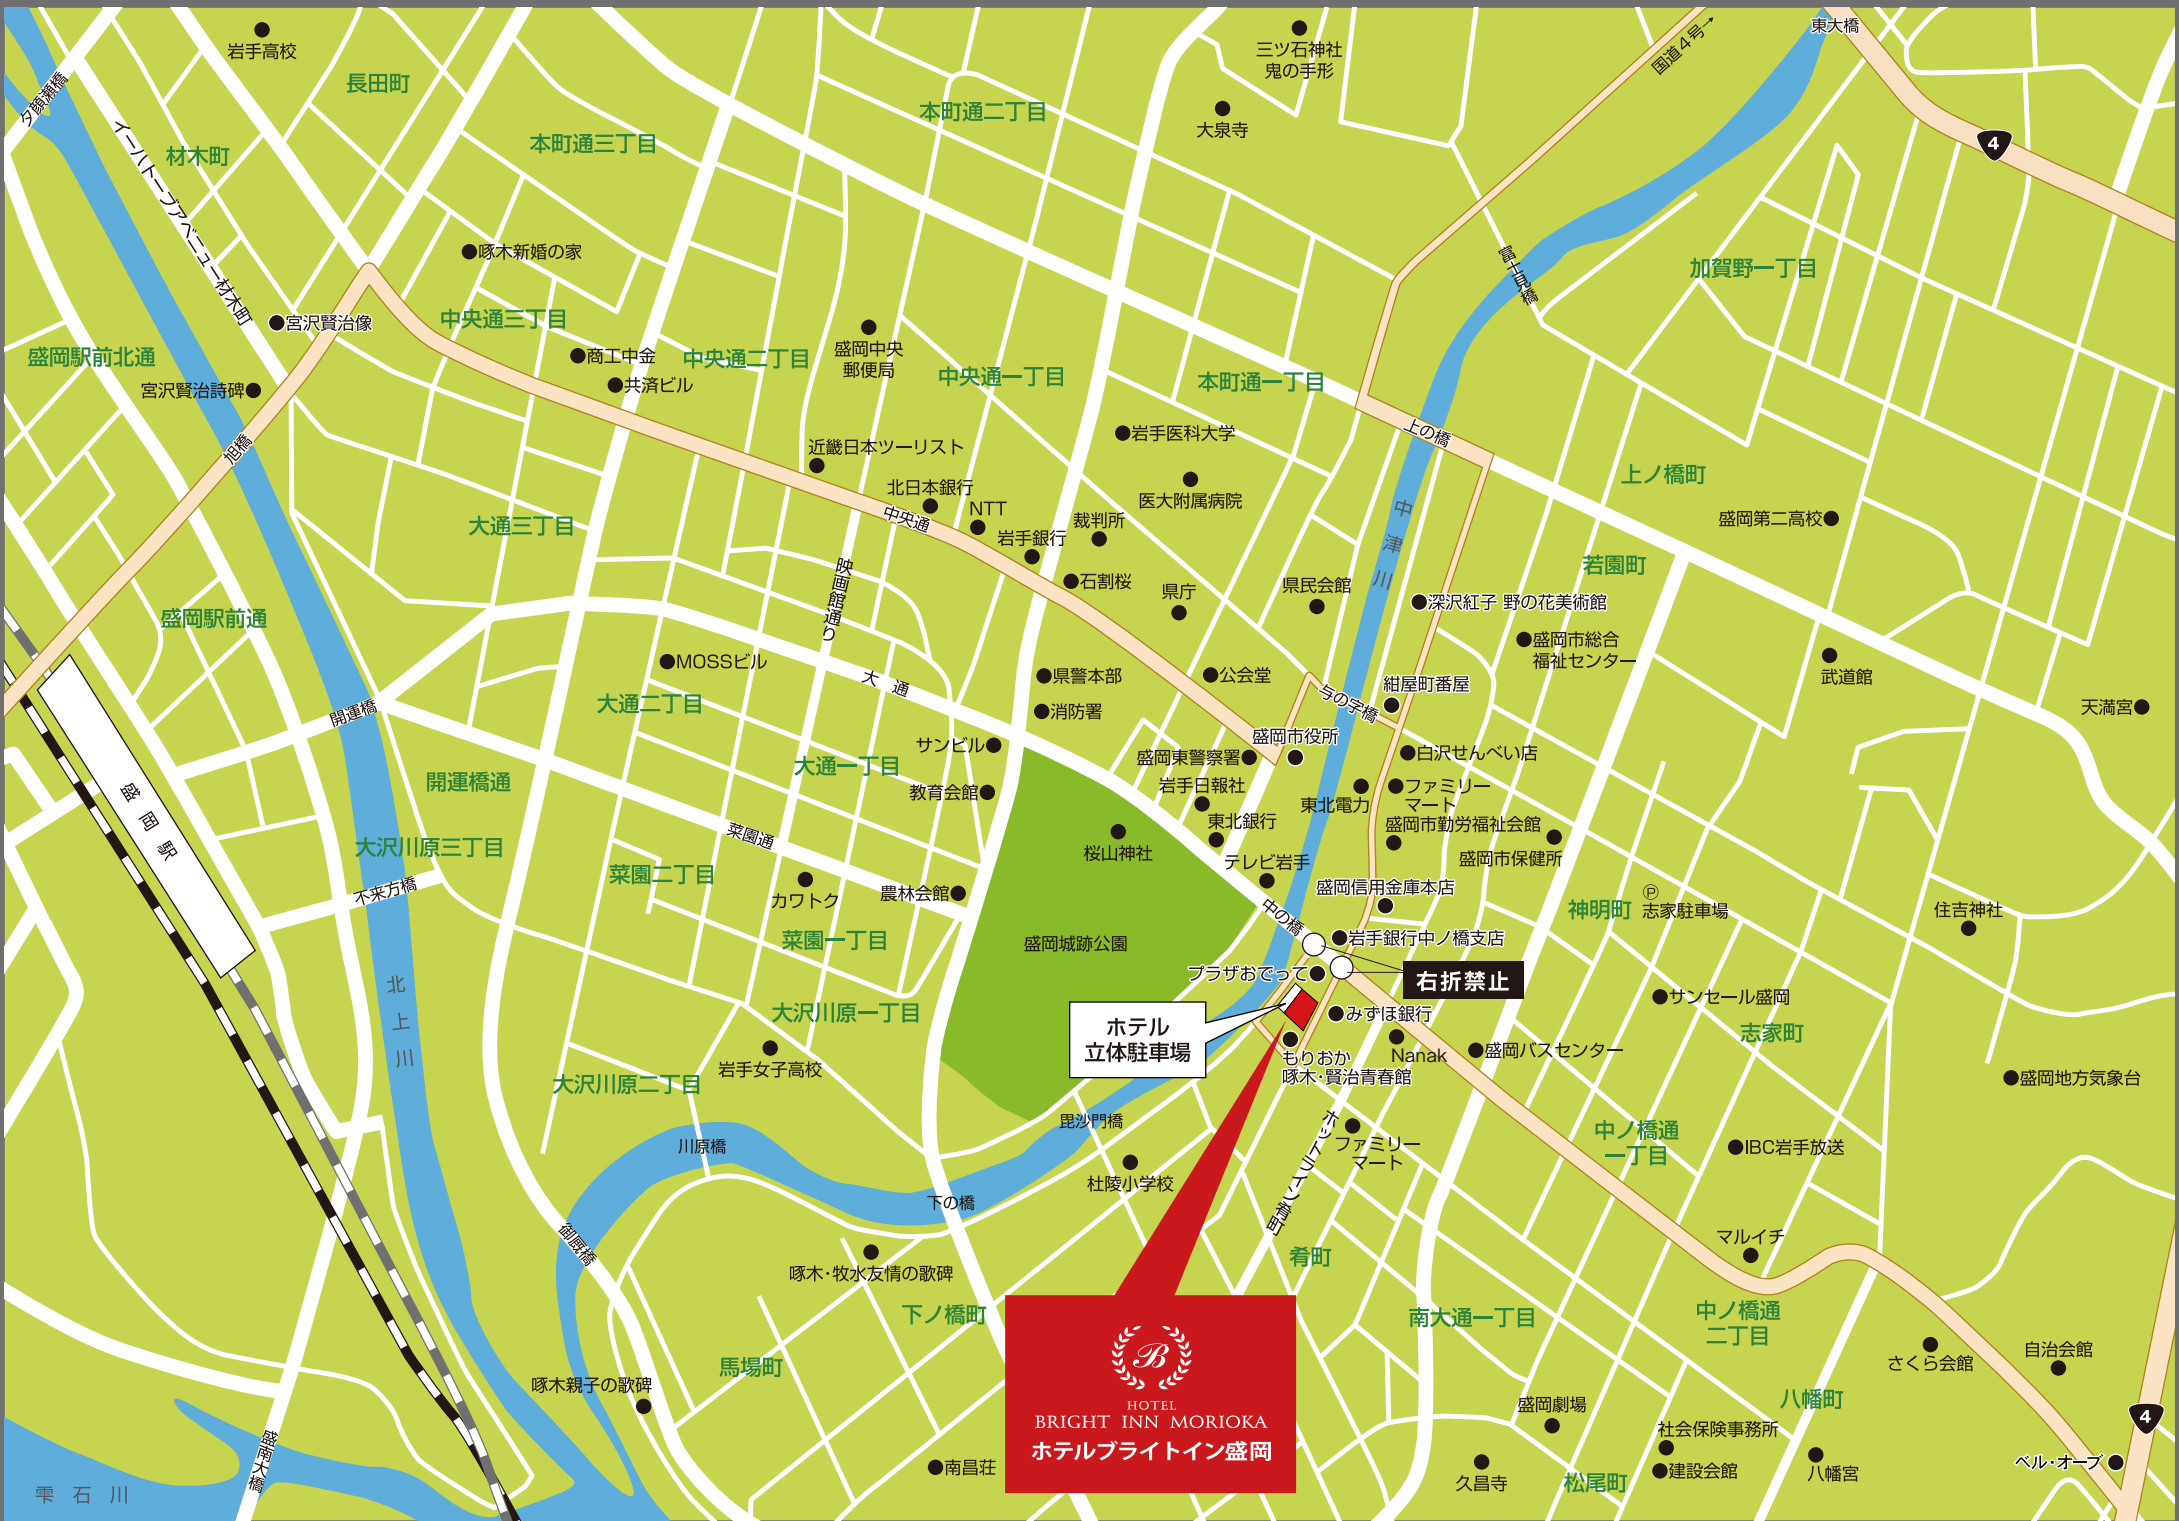 岩手高校
三ツ石神社
鬼の手形
国道4号→
東大橋
夕顔瀬橋
長田町
本町通二丁目
大泉寺
4
イーハトーブアベニュー材木町
材木町
本町通三丁目
啄木新婚の家
富士見橋
加賀野一丁目
宮沢賢治像
中央通三丁目
盛岡駅前北通
商工中金
共済ビル
中央通二丁目
盛岡中央
郵便局
中央通一丁目
本町通一丁目
宮沢賢治詩碑
旭橋
近畿日本ツーリスト
岩手医科大学
上の橋
上ノ橋町
北日本銀行
NTT
中央通
岩手銀行
裁判所
医大附属病院
中津川
盛岡第二高校
大通三丁目
石割桜
県庁
県民会館
若園町
深沢紅子 野の花美術館
盛岡駅前通
映画館通り
盛岡市総合
福祉センター
MOSSビル
大通
県警本部
公会堂
武道館
大通二丁目
消防署
与の字橋
紺屋町番屋
天満宮
開運橋
サンビル
盛岡市役所
盛岡東警察署
白沢せんべい店
大通一丁目
開運橋通
教育会館
岩手日報社
東北電力
ファミリー
マート
盛岡駅
菜園通
桜山神社
東北銀行
盛岡市勤労福祉会館
大沢川原三丁目
テレビ岩手
盛岡市保健所
菜園二丁目
カワトク
農林会館
盛岡信用金庫本店
不来方橋
中の橋
神明町
Ⓟ
志家駐車場
住吉神社
菜園一丁目
盛岡城跡公園
岩手銀行中ノ橋支店
プラザおでって
右折禁止
北上川
サンセール盛岡
大沢川原一丁目
ホテル
立体駐車場
みずほ銀行
志家町
岩手女子高校
もりおか
啄木・賢治青春館
Nanak
盛岡バスセンター
大沢川原二丁目
盛岡地方気象台
毘沙門橋
ホットライン肴町
ファミリー
マート
中ノ橋通
一丁目
IBC岩手放送
川原橋
杜陵小学校
下の橋
御厩橋
啄木・牧水友情の歌碑
肴町
マルイチ
下ノ橋町
南大通一丁目
中ノ橋通
二丁目
馬場町
さくら会館
自治会館
啄木親子の歌碑
B
HOTEL
BRIGHT INN MORIOKA
ホテルブライトイン盛岡
盛岡劇場
八幡町
4
盛南大橋
社会保険事務所
南昌荘
久昌寺
松尾町
建設会館
八幡宮
ベル・オーブ
雫石川